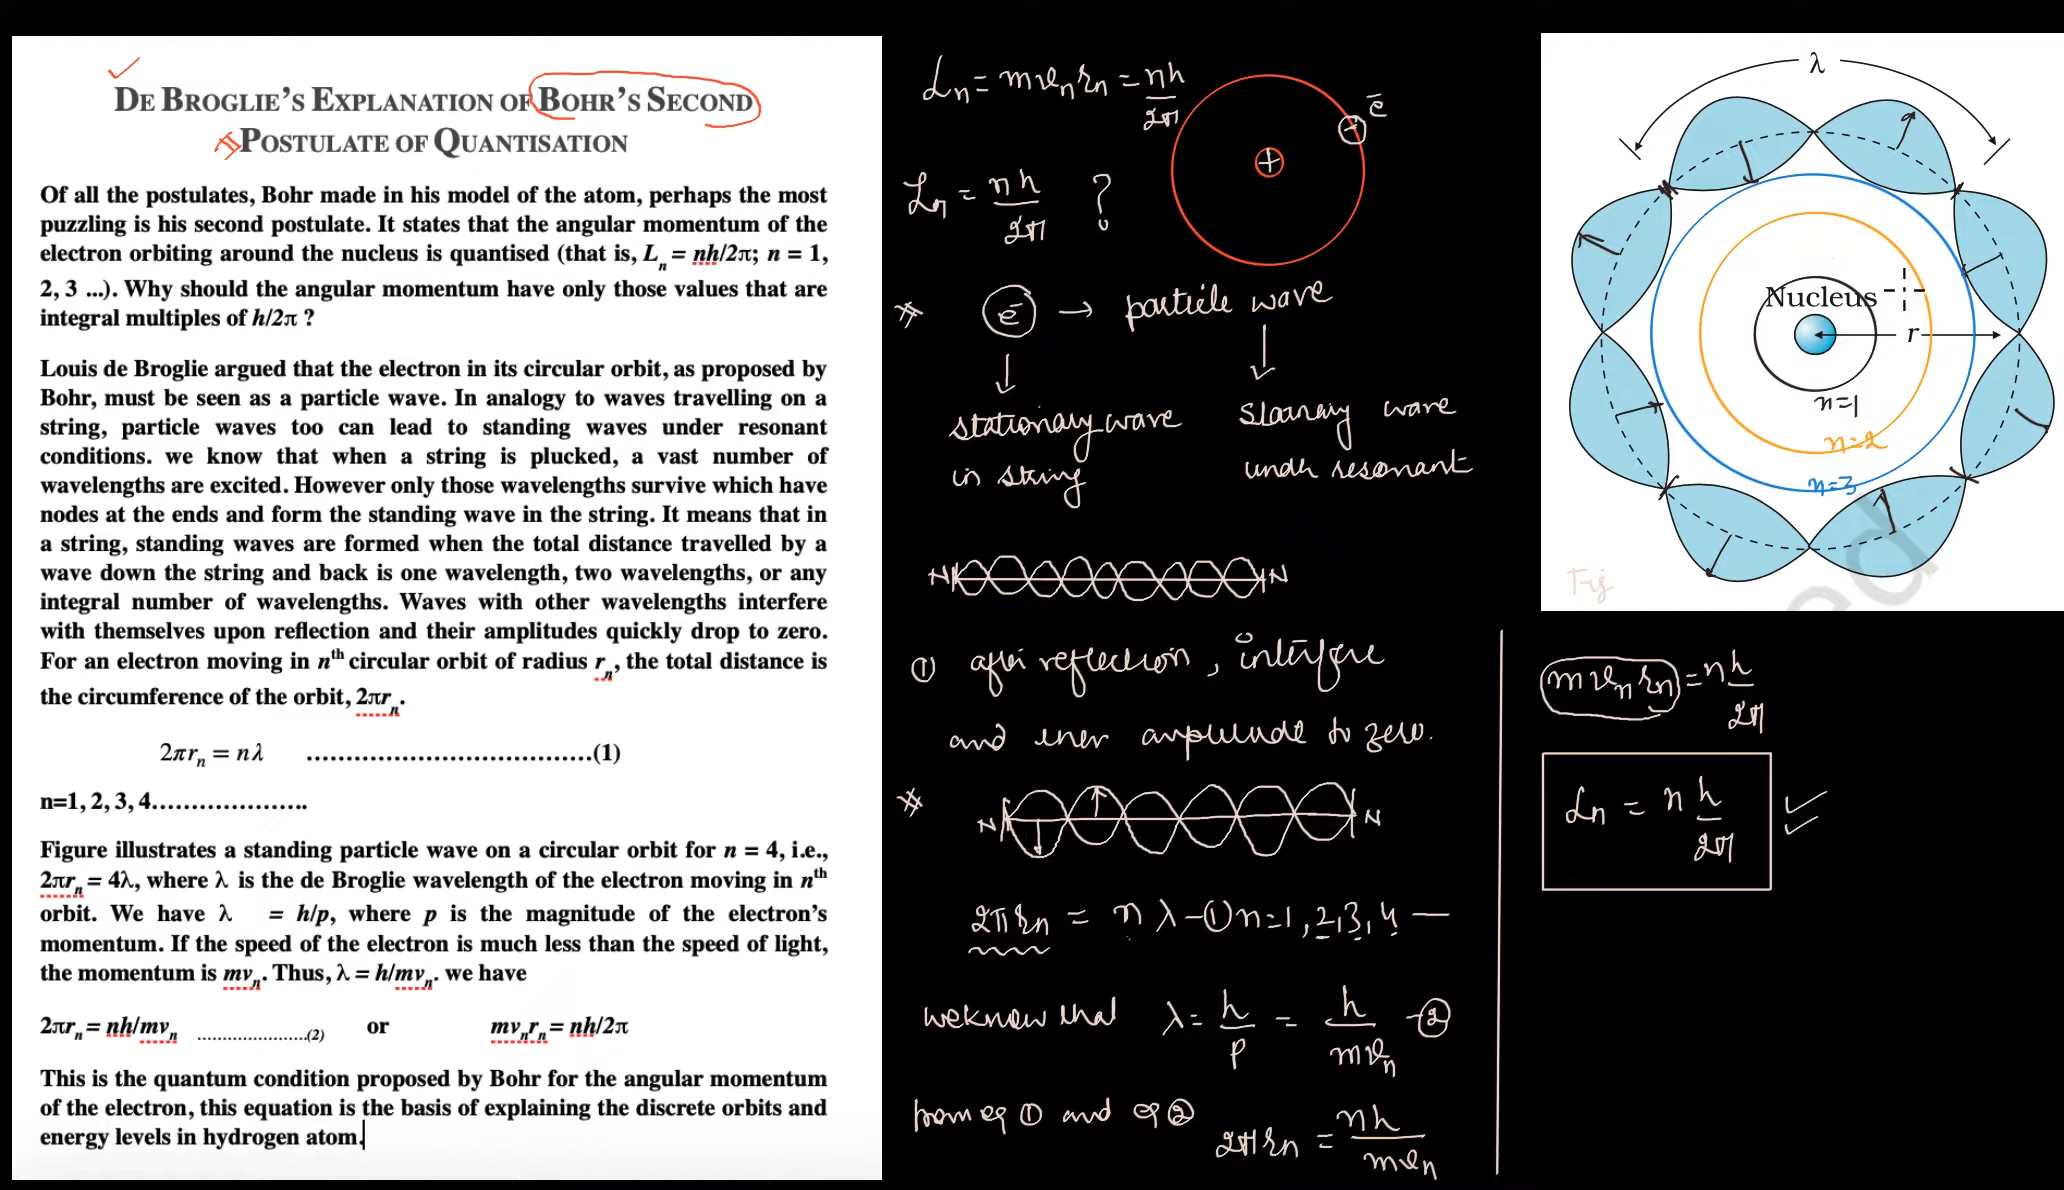 DE BROGLIE'S EXPLANATION OF BOHR'S SECOND
POSTULATE OF QUANTISATION
Of all the postulates, Bohr made in his model of the atom, perhaps the most
puzzling is his second postulate. It states that the angular momentum of the
electron orbiting around the nucleus is quantised (that is, Lₙ = nh/2π; n = 1,
2, 3 ...). Why should the angular momentum have only those values that are
integral multiples of h/2π ?
Louis de Broglie argued that the electron in its circular orbit, as proposed by
Bohr, must be seen as a particle wave. In analogy to waves travelling on a
string, particle waves too can lead to standing waves under resonant
conditions. we know that when a string is plucked, a vast number of
wavelengths are excited. However only those wavelengths survive which have
nodes at the ends and form the standing wave in the string. It means that in
a string, standing waves are formed when the total distance travelled by a
wave down the string and back is one wavelength, two wavelengths, or any
integral number of wavelengths. Waves with other wavelengths interfere
with themselves upon reflection and their amplitudes quickly drop to zero.
For an electron moving in nᵗʰ circular orbit of radius rₙ, the total distance is
the circumference of the orbit, 2πrₙ.
2πrₙ = nλ ....................................(1)
n=1, 2, 3, 4.....................
Figure illustrates a standing particle wave on a circular orbit for n = 4, i.e.,
2πrₙ = 4λ, where λ is the de Broglie wavelength of the electron moving in nᵗʰ
orbit. We have λ = h/p, where p is the magnitude of the electron's
momentum. If the speed of the electron is much less than the speed of light,
the momentum is mvₙ. Thus, λ = h/mvₙ. we have
2πrₙ = nh/mvₙ ......................(2) or mvₙrₙ = nh/2π
This is the quantum condition proposed by Bohr for the angular momentum
of the electron, this equation is the basis of explaining the discrete orbits and
energy levels in hydrogen atom.
Lₙ = mvₙrₙ = nh/2π
e⁻
+
Lₙ = nh/2π ?
e⁻ → particle wave
stationary wave
in string
wave
under resonant
N N
① after reflection, interfere
and amplitude to zero.
N N
2πrₙ = nλ -① n=1, 2, 3, 4 —
we know that λ = h/p = h/mvₙ -②
from eq ① and eq ②
2πrₙ = nh/mvₙ
λ
Nucleus
r
n=1
n=2
n=3
Fig
ed
mvₙrₙ = nh/2π
Lₙ = nh/2π